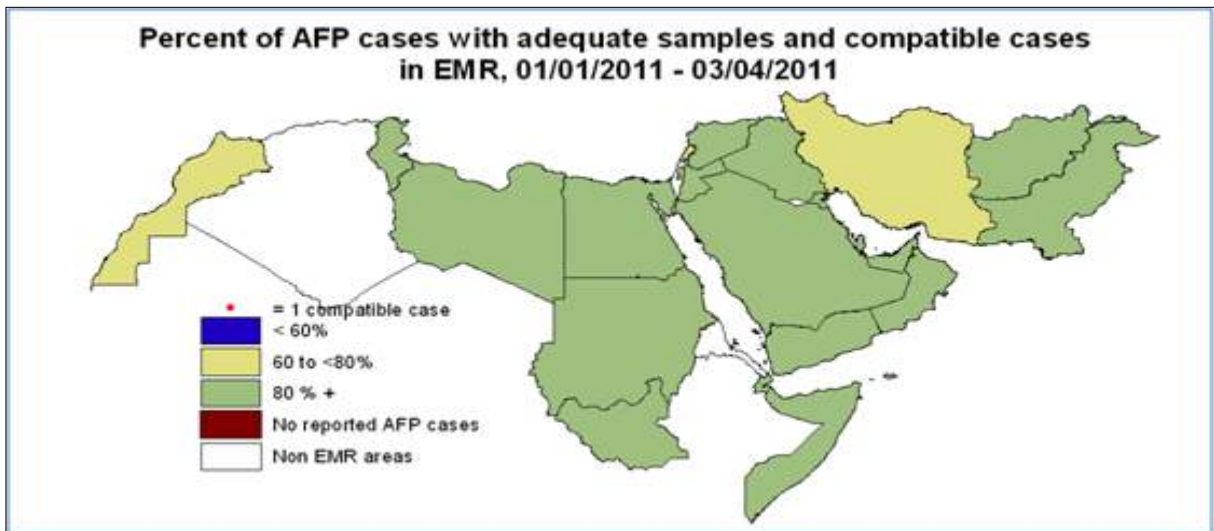 Percent of AFP cases with adequate samples and compatible cases
in EMR, 01/01/2011 - 03/04/2011
= 1 compatible case
< 60%
60 to <80%
80 % +
No reported AFP cases
Non EMR areas